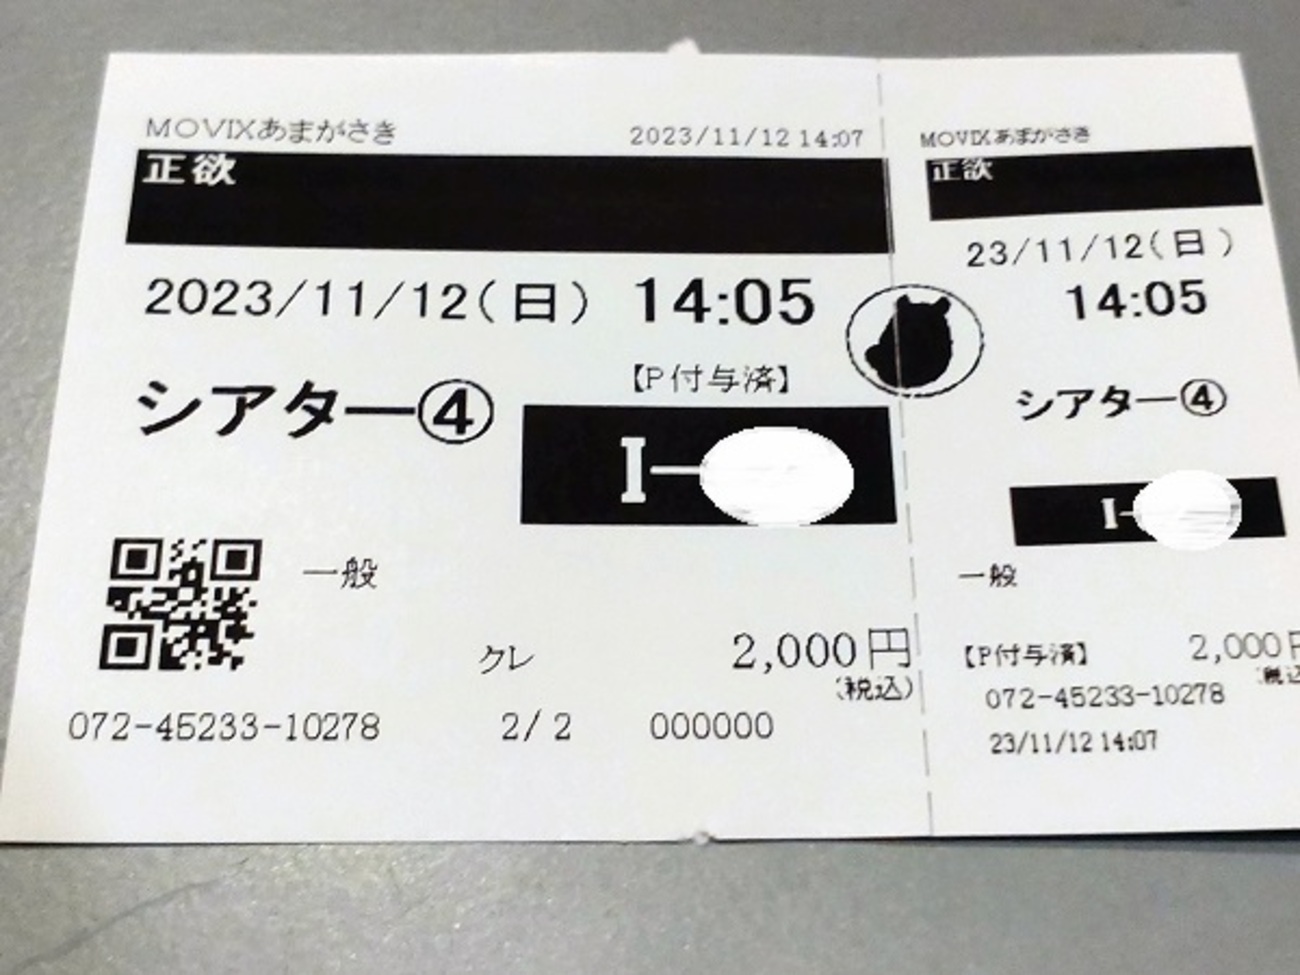 MOVIXあまがさき 2023/11/12 14:07
正欲
2023/11/12(日) 14:05
【P付与済】
シアター④
I-
一般
クレ 2,000円
(税込)
072-45233-10278 2/2 000000
MOVIXあまがさき
正欲
23/11/12(日)
14:05
シアター④
I-
一般
【P付与済】 2,000円
(税込
072-45233-10278
23/11/12 14:07